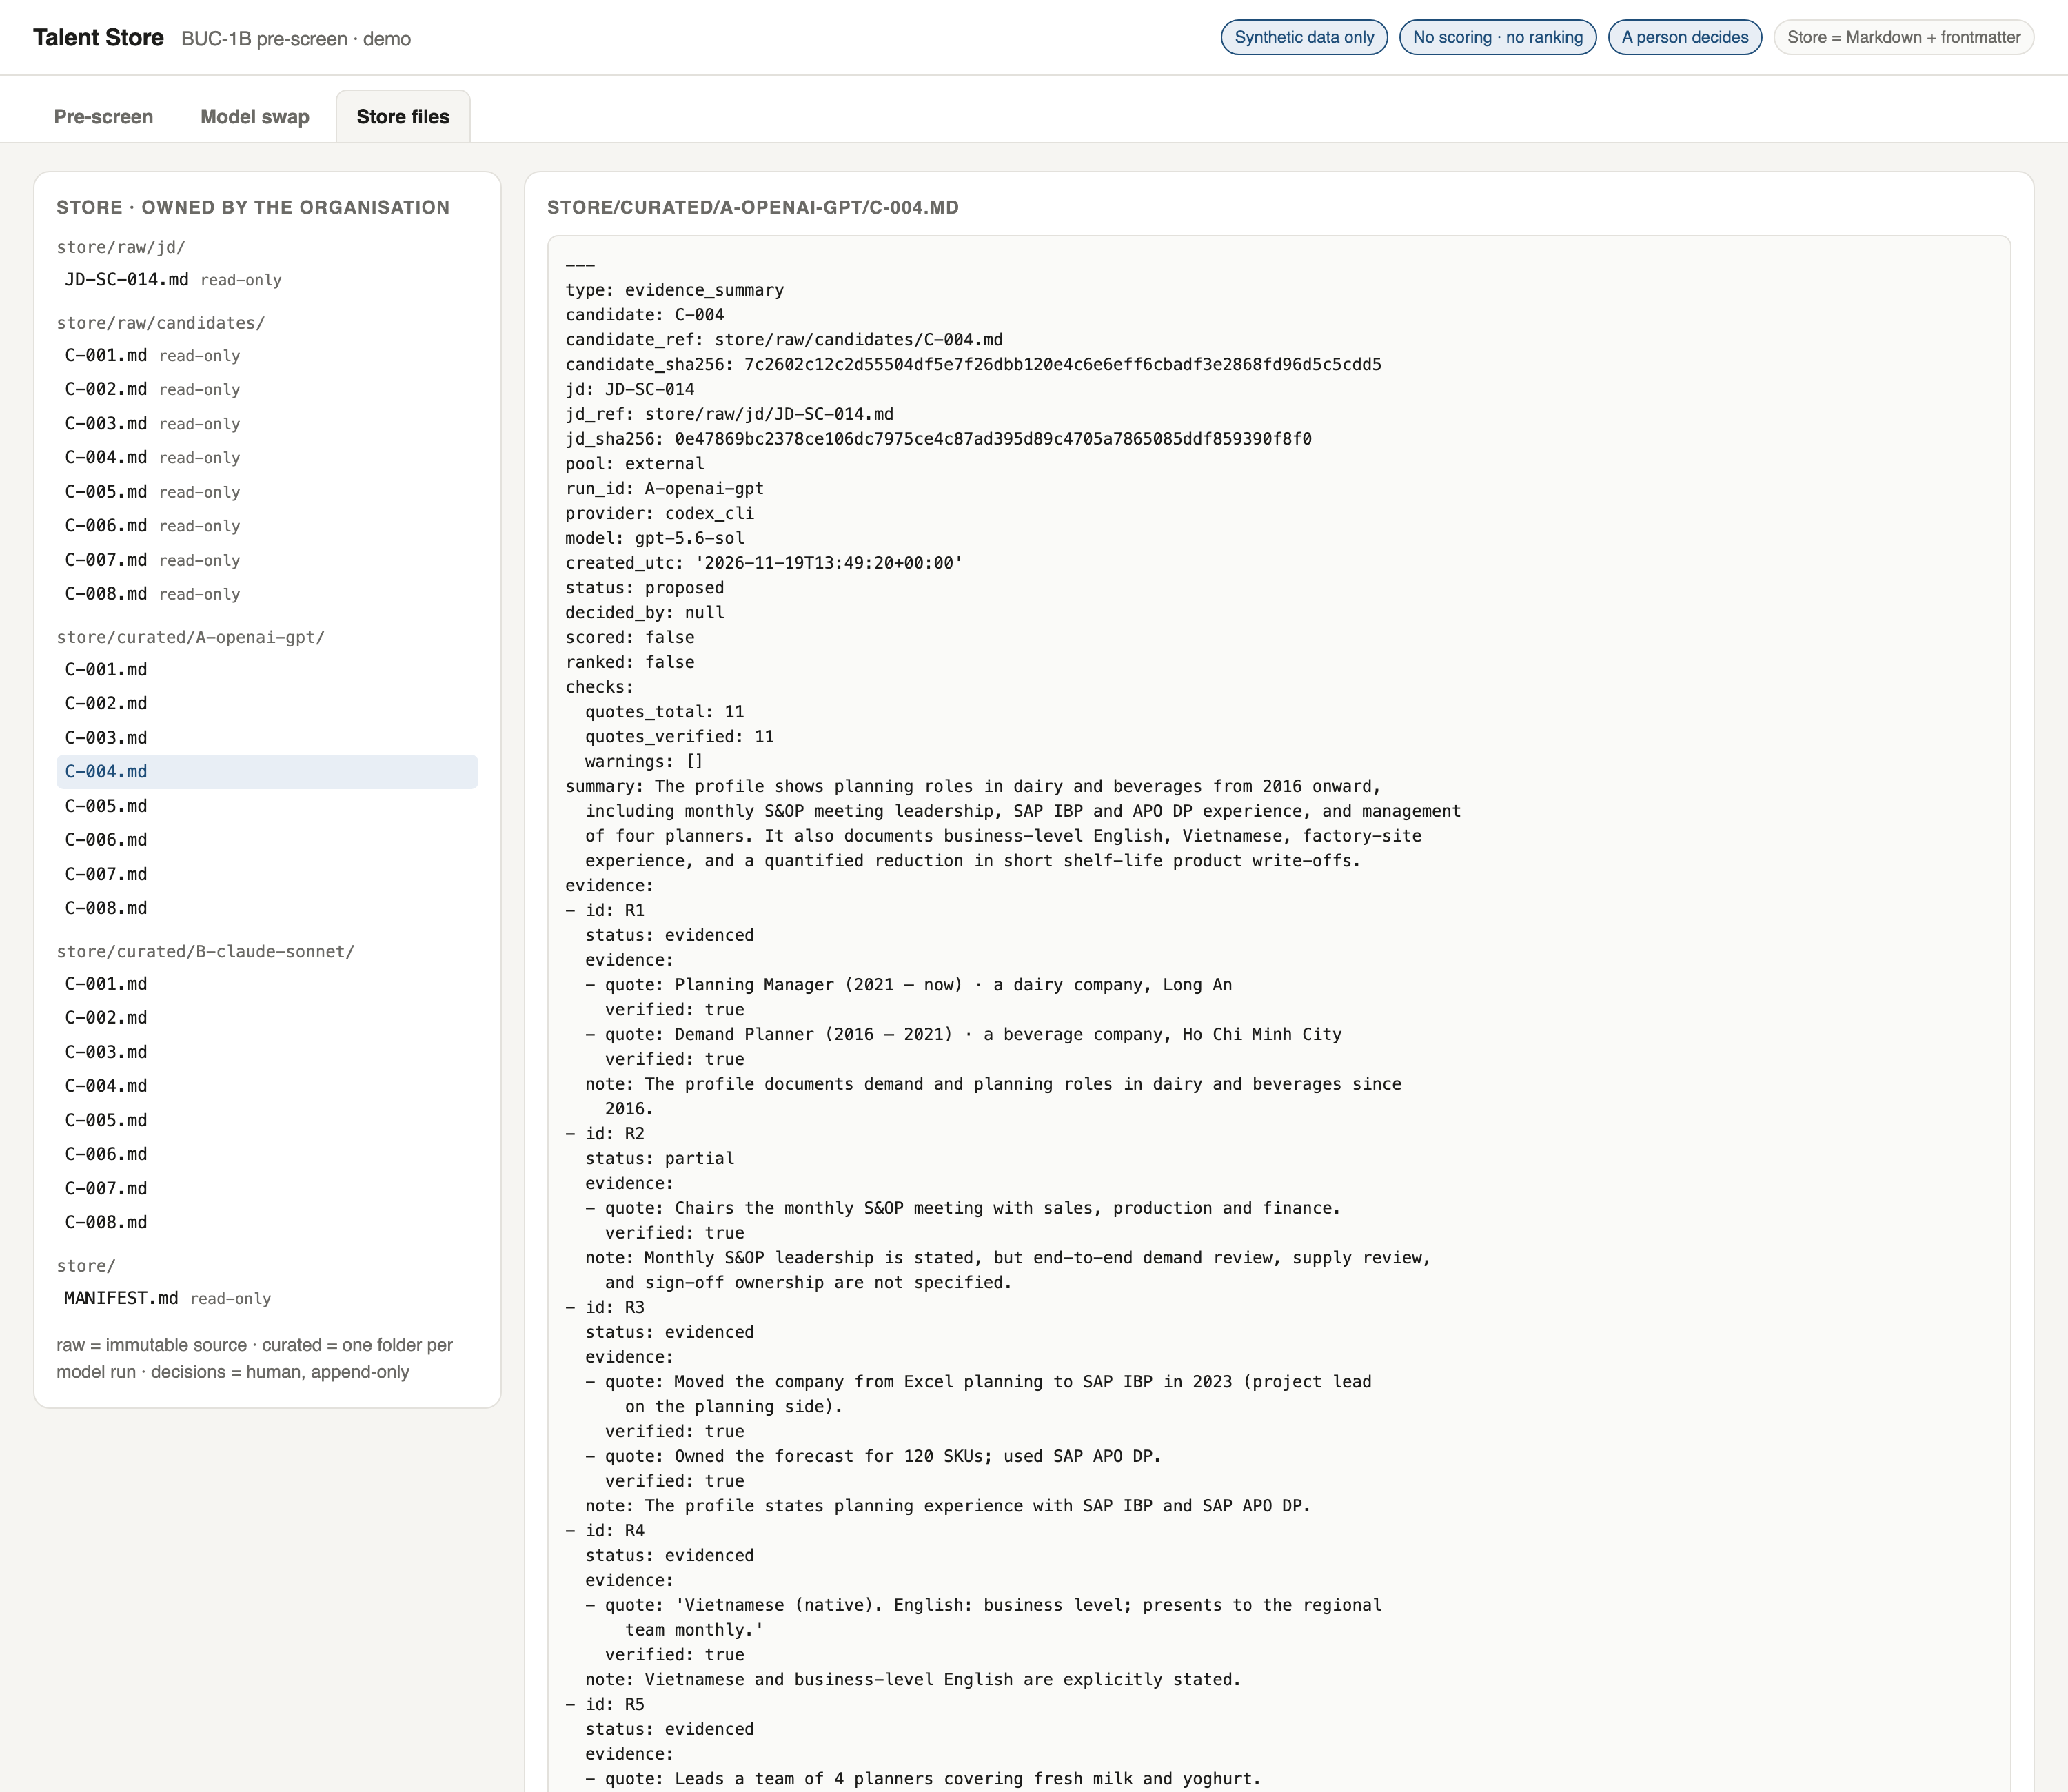 Talent Store BUC-1B pre-screen · demo
Synthetic data only
No scoring · no ranking
A person decides
Store = Markdown + frontmatter
Pre-screen
Model swap
Store files
STORE · OWNED BY THE ORGANISATION
store/raw/jd/
JD-SC-014.md read-only
store/raw/candidates/
C-001.md read-only
C-002.md read-only
C-003.md read-only
C-004.md read-only
C-005.md read-only
C-006.md read-only
C-007.md read-only
C-008.md read-only
store/curated/A-openai-gpt/
C-001.md
C-002.md
C-003.md
C-004.md
C-005.md
C-006.md
C-007.md
C-008.md
store/curated/B-claude-sonnet/
C-001.md
C-002.md
C-003.md
C-004.md
C-005.md
C-006.md
C-007.md
C-008.md
store/
MANIFEST.md read-only
raw = immutable source · curated = one folder per
model run · decisions = human, append-only
STORE/CURATED/A-OPENAI-GPT/C-004.MD
---
type: evidence_summary
candidate: C-004
candidate_ref: store/raw/candidates/C-004.md
candidate_sha256: 7c2602c12c2d55504df5e7f26dbb120e4c6e6eff6cbadf3e2868fd96d5c5cdd5
jd: JD-SC-014
jd_ref: store/raw/jd/JD-SC-014.md
jd_sha256: 0e47869bc2378ce106dc7975ce4c87ad395d89c4705a7865085ddf859390f8f0
pool: external
run_id: A-openai-gpt
provider: codex_cli
model: gpt-5.6-sol
created_utc: '2026-11-19T13:49:20+00:00'
status: proposed
decided_by: null
scored: false
ranked: false
checks:
  quotes_total: 11
  quotes_verified: 11
  warnings: []
summary: The profile shows planning roles in dairy and beverages from 2016 onward,
  including monthly S&OP meeting leadership, SAP IBP and APO DP experience, and management
  of four planners. It also documents business-level English, Vietnamese, factory-site
  experience, and a quantified reduction in short shelf-life product write-offs.
evidence:
- id: R1
  status: evidenced
  evidence:
  - quote: Planning Manager (2021 – now) · a dairy company, Long An
    verified: true
  - quote: Demand Planner (2016 – 2021) · a beverage company, Ho Chi Minh City
    verified: true
  note: The profile documents demand and planning roles in dairy and beverages since
    2016.
- id: R2
  status: partial
  evidence:
  - quote: Chairs the monthly S&OP meeting with sales, production and finance.
    verified: true
  note: Monthly S&OP leadership is stated, but end-to-end demand review, supply review,
    and sign-off ownership are not specified.
- id: R3
  status: evidenced
  evidence:
  - quote: Moved the company from Excel planning to SAP IBP in 2023 (project lead
      on the planning side).
    verified: true
  - quote: Owned the forecast for 120 SKUs; used SAP APO DP.
    verified: true
  note: The profile states planning experience with SAP IBP and SAP APO DP.
- id: R4
  status: evidenced
  evidence:
  - quote: 'Vietnamese (native). English: business level; presents to the regional
      team monthly.'
    verified: true
  note: Vietnamese and business-level English are explicitly stated.
- id: R5
  status: evidenced
  evidence:
  - quote: Leads a team of 4 planners covering fresh milk and yoghurt.